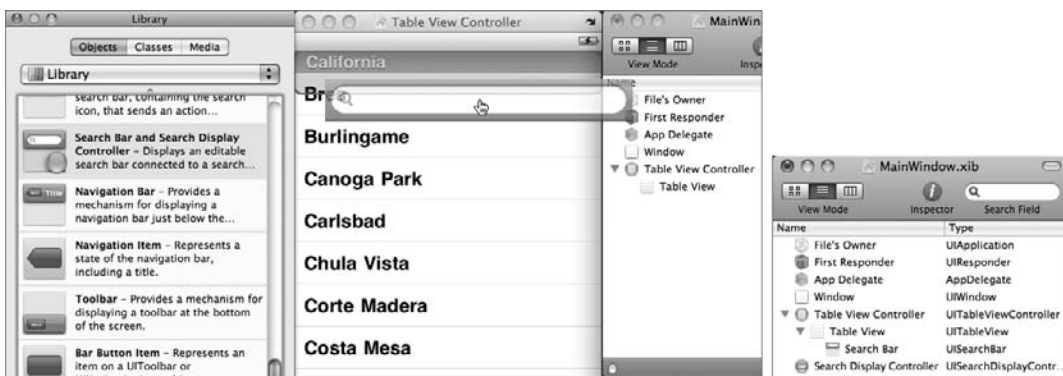 Library
Objects Classes Media
Library
search bar, containing the search
icon, that sends an action...
Search Bar and Search Display
Controller – Displays an editable
search bar connected to a search...
Navigation Bar – Provides a
mechanism for displaying a
navigation bar just below the...
Navigation Item – Represents a
state of the navigation bar,
including a title.
Toolbar – Provides a mechanism for
displaying a toolbar at the bottom
of the screen.
Bar Button Item – Represents an
item on a UIToolbar or
Title
Table View Controller
California
Burlingame
Canoga Park
Carlsbad
Chula Vista
Corte Madera
Costa Mesa
MainWin
View Mode
Name
File's Owner
First Responder
App Delegate
Window
Table View Controller
Table View
MainWindow.xib
View Mode Inspector Search Field
Name Type
File's Owner UIApplication
First Responder UIResponder
App Delegate AppDelegate
Window UIWindow
Table View Controller UITableViewController
Table View UITableView
Search Bar UISearchBar
Search Display Controller UISearchDisplayContr...